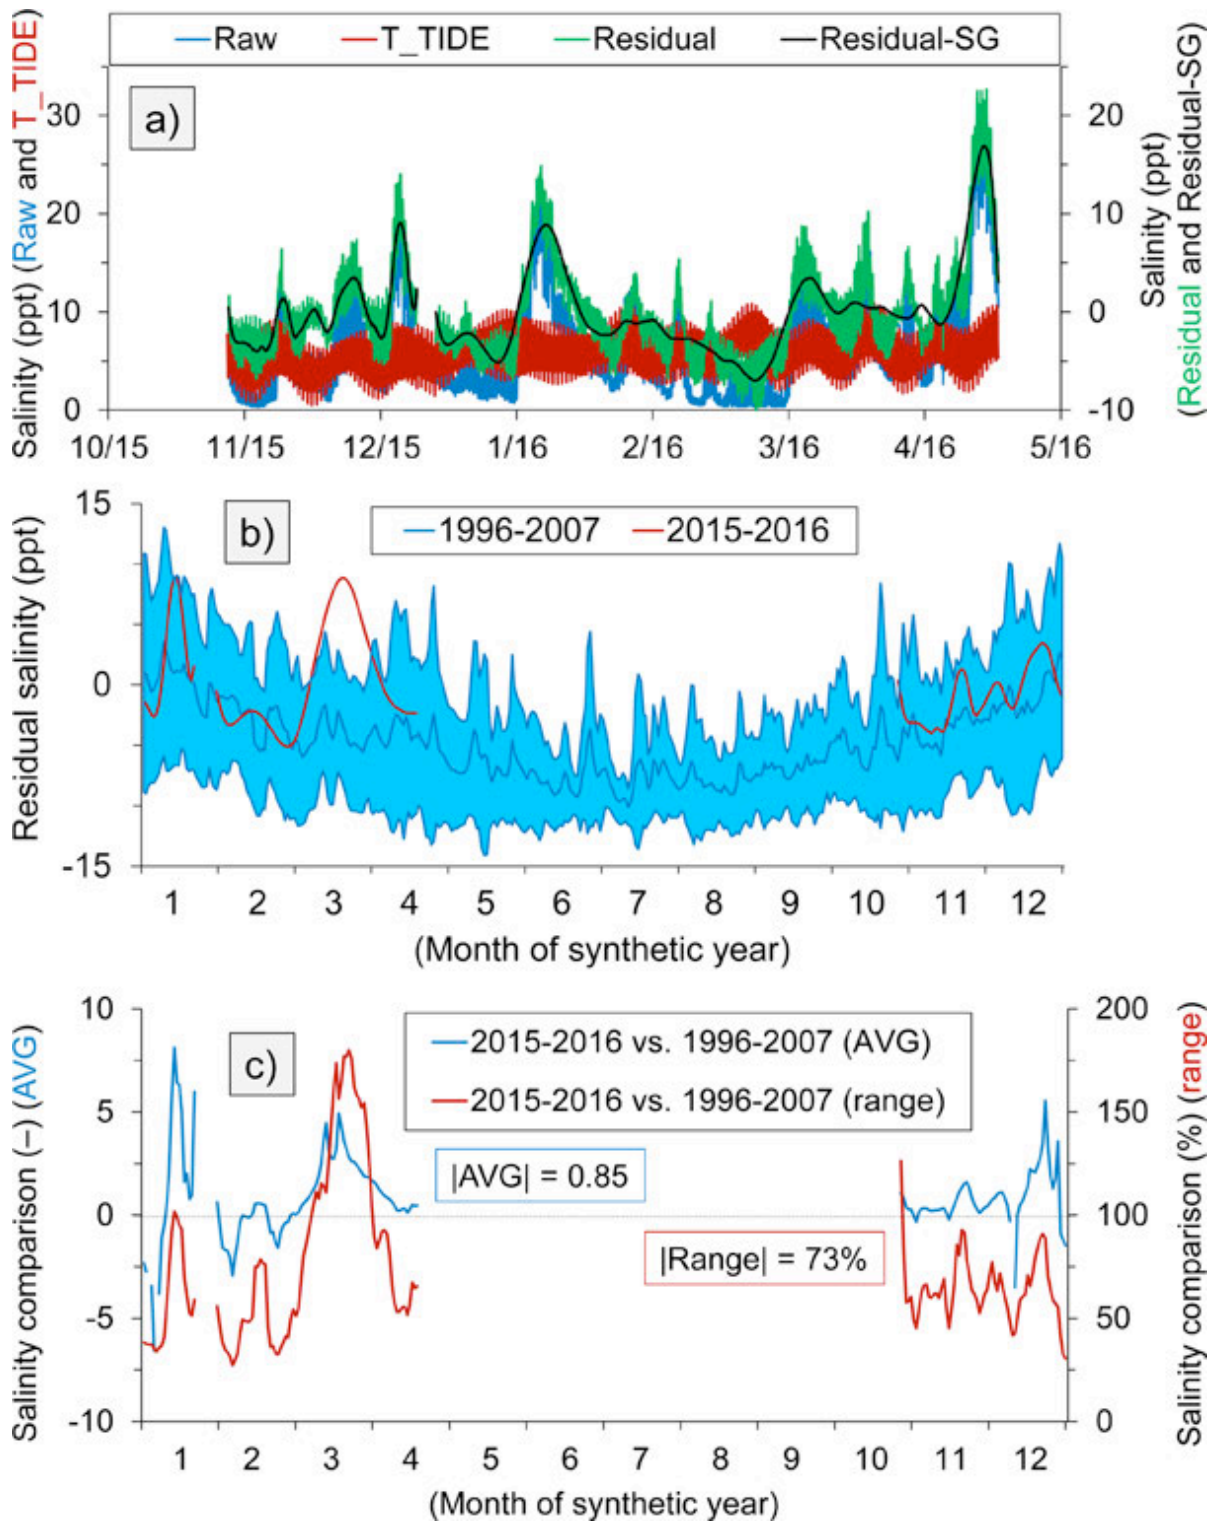 Raw T_TIDE Residual Residual-SG
Salinity (ppt) (Raw and T_TIDE)
a)
30
20
10
0
20
10
0
-10
Salinity (ppt)
(Residual and Residual-SG)
10/15 11/15 12/15 1/16 2/16 3/16 4/16 5/16
Residual salinity (ppt)
b)
1996-2007 2015-2016
15
0
-15
1 2 3 4 5 6 7 8 9 10 11 12
(Month of synthetic year)
Salinity comparison (–) (AVG)
c)
2015-2016 vs. 1996-2007 (AVG)
2015-2016 vs. 1996-2007 (range)
|AVG| = 0.85
|Range| = 73%
10
5
0
-5
-10
200
150
100
50
0
Salinity comparison (%) (range)
1 2 3 4 5 6 7 8 9 10 11 12
(Month of synthetic year)